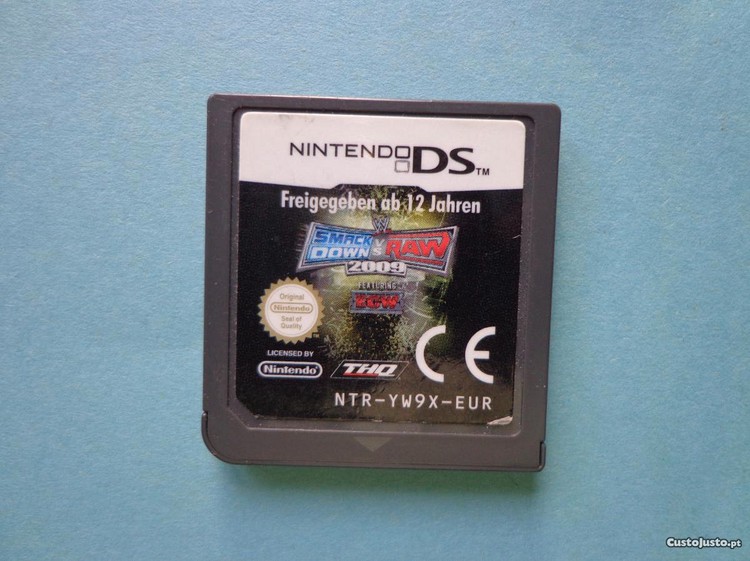 NINTENDO DS TM
Freigegeben ab 12 Jahren
W
SMACK DOWN VS RAW
2009
FEATURING
ECW
Original
Nintendo
Seal of
Quality
LICENSED BY
Nintendo
THQ
CE
NTR-YW9X-EUR
CustoJusto.pt